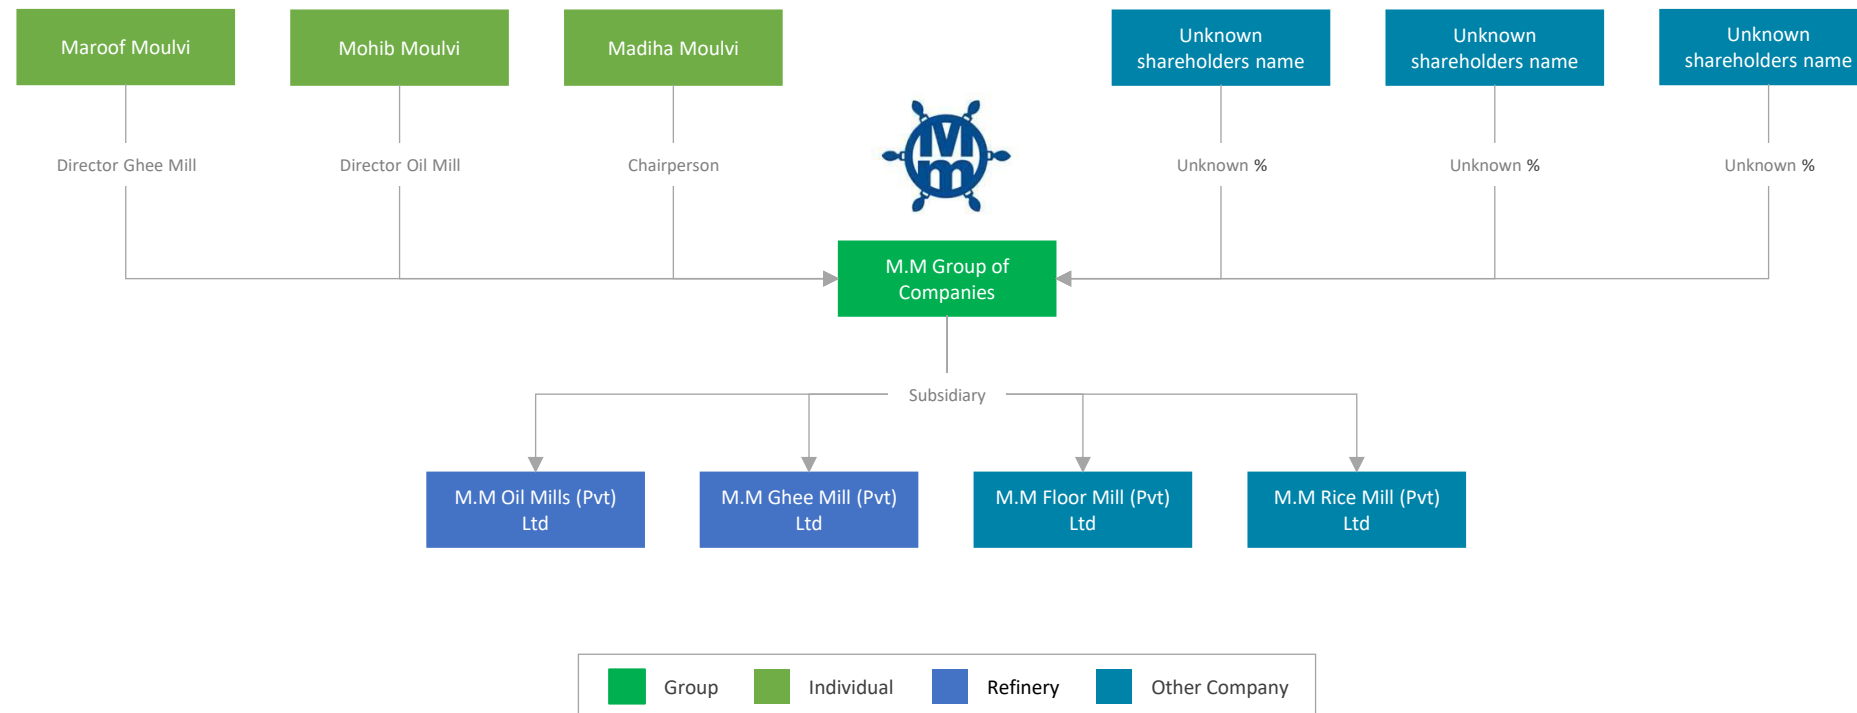 Maroof Moulvi
Mohib Moulvi
Madiha Moulvi
Unknown
shareholders name
Unknown
shareholders name
Unknown
shareholders name
Director Ghee Mill
Director Oil Mill
Chairperson
Unknown %
Unknown %
Unknown %
M
m
M.M Group of
Companies
Subsidiary
M.M Oil Mills (Pvt)
Ltd
M.M Ghee Mill (Pvt)
Ltd
M.M Floor Mill (Pvt)
Ltd
M.M Rice Mill (Pvt)
Ltd
Group
Individual
Refinery
Other Company